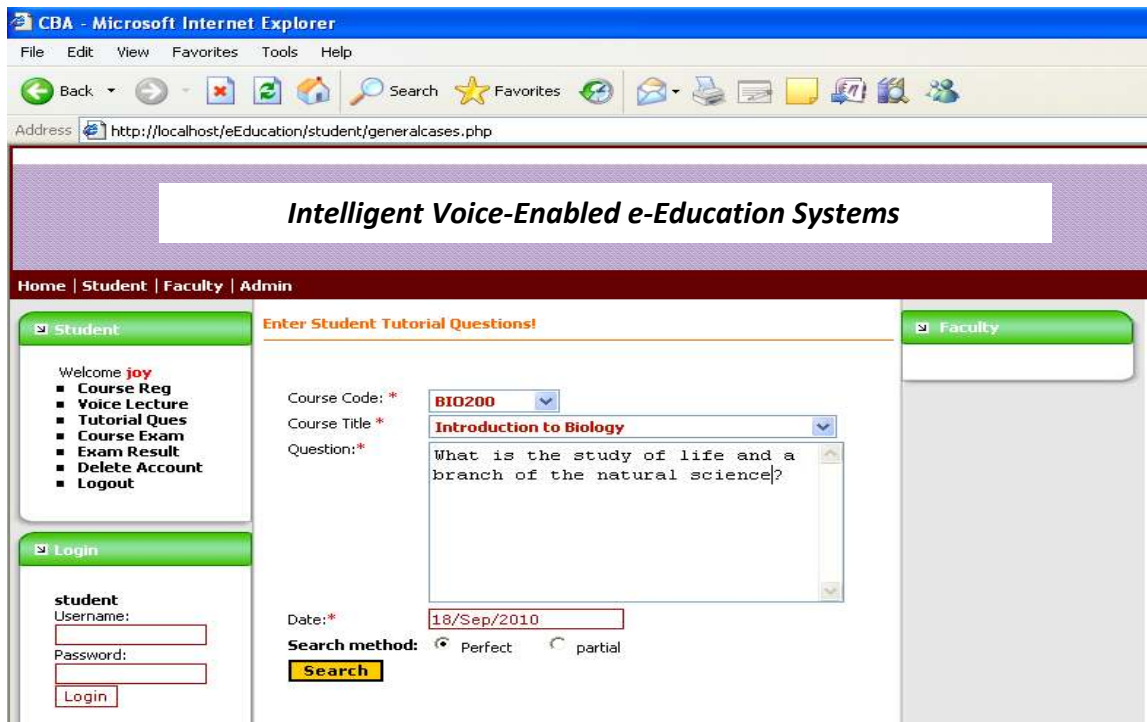 CBA - Microsoft Internet Explorer
File Edit View Favorites Tools Help
Back Search Favorites
Address http://localhost/eEducation/student/generalcases.php
Intelligent Voice-Enabled e-Education Systems
Home | Student | Faculty | Admin
Student
Welcome joy
Course Reg
Voice Lecture
Tutorial Ques
Course Exam
Exam Result
Delete Account
Logout
Login
student
Username:
Password:
Login
Enter Student Tutorial Questions!
Course Code: * BIO200
Course Title * Introduction to Biology
Question:* What is the study of life and a
branch of the natural science?
Date:* 18/Sep/2010
Search method: Perfect partial
Search
Faculty